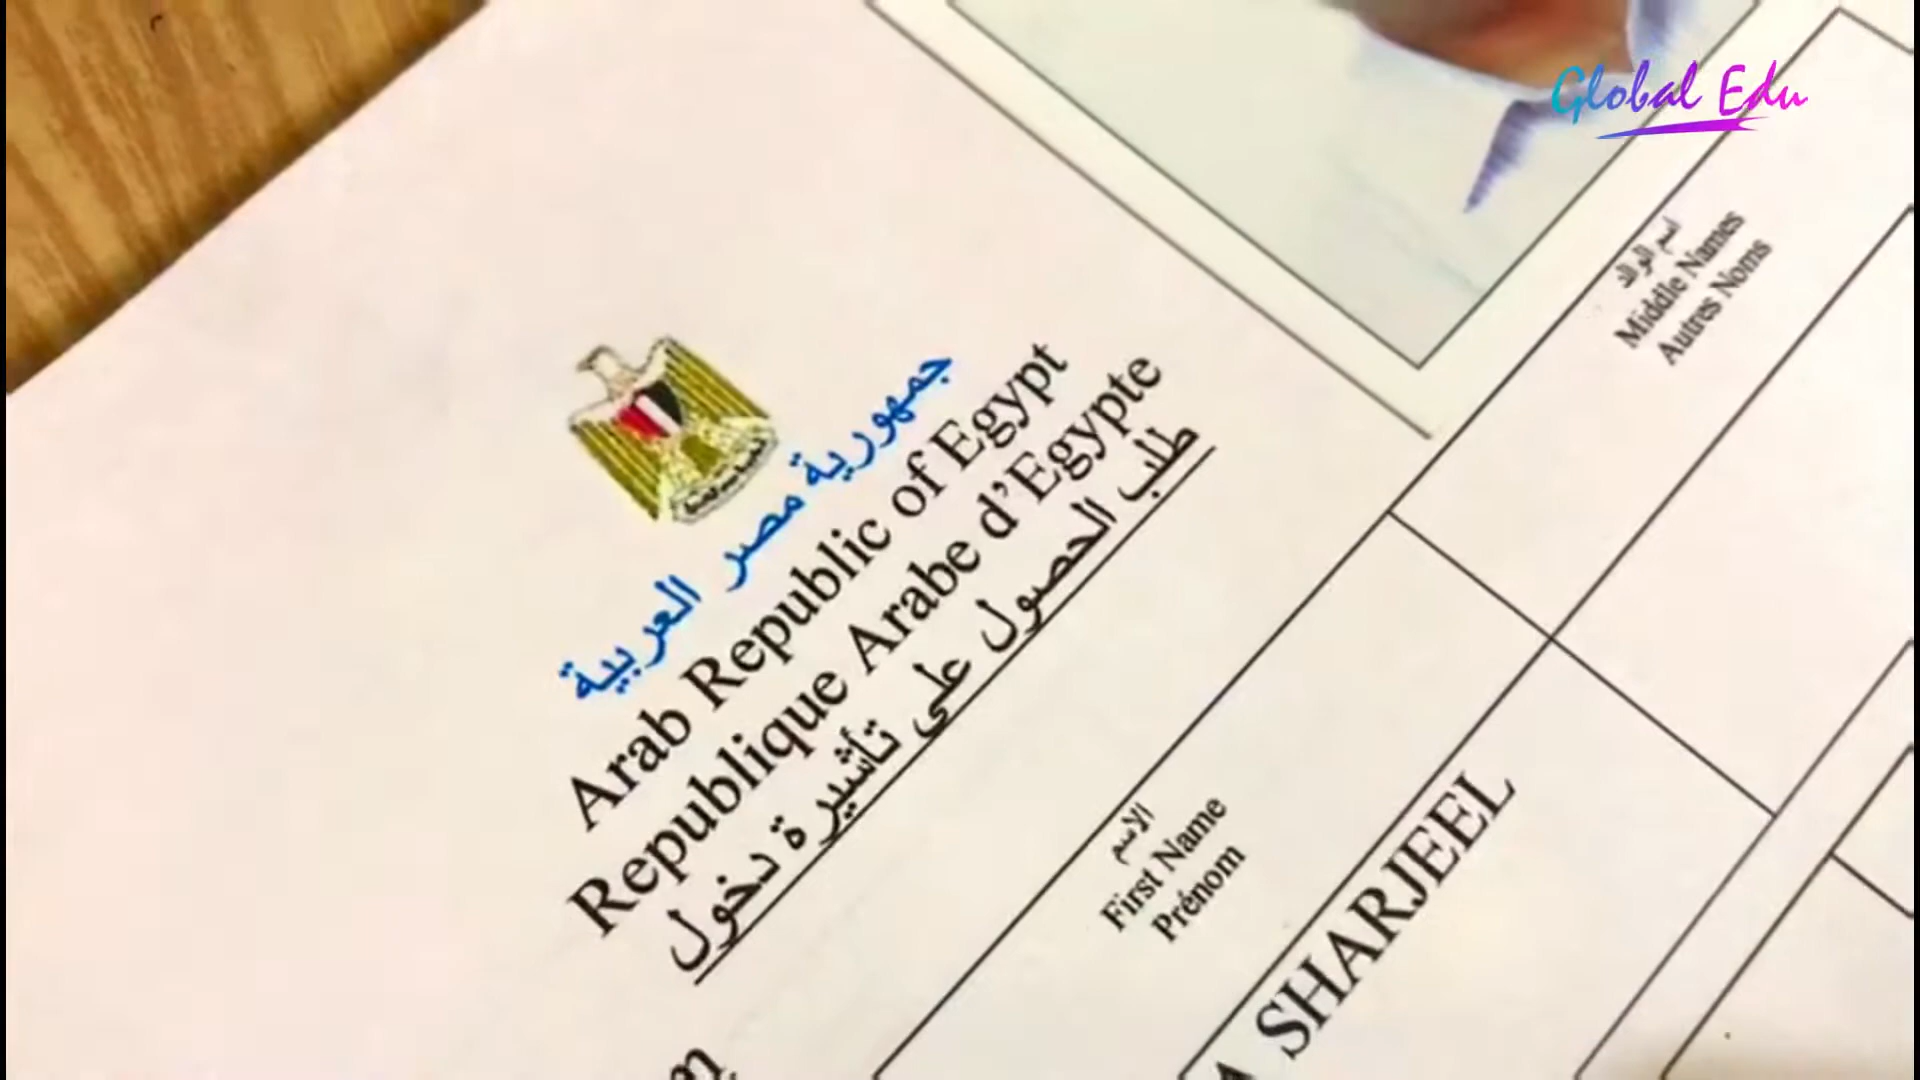 Global Edu
جمهورية مصر العربية
Arab Republic of Egypt
Republique Arabe d'Egypte
طلب الحصول على تأشيرة دخول
اسم الوالد
Middle Names
Autres Noms
الاسم
First Name
Prénom
A SHARJEEL